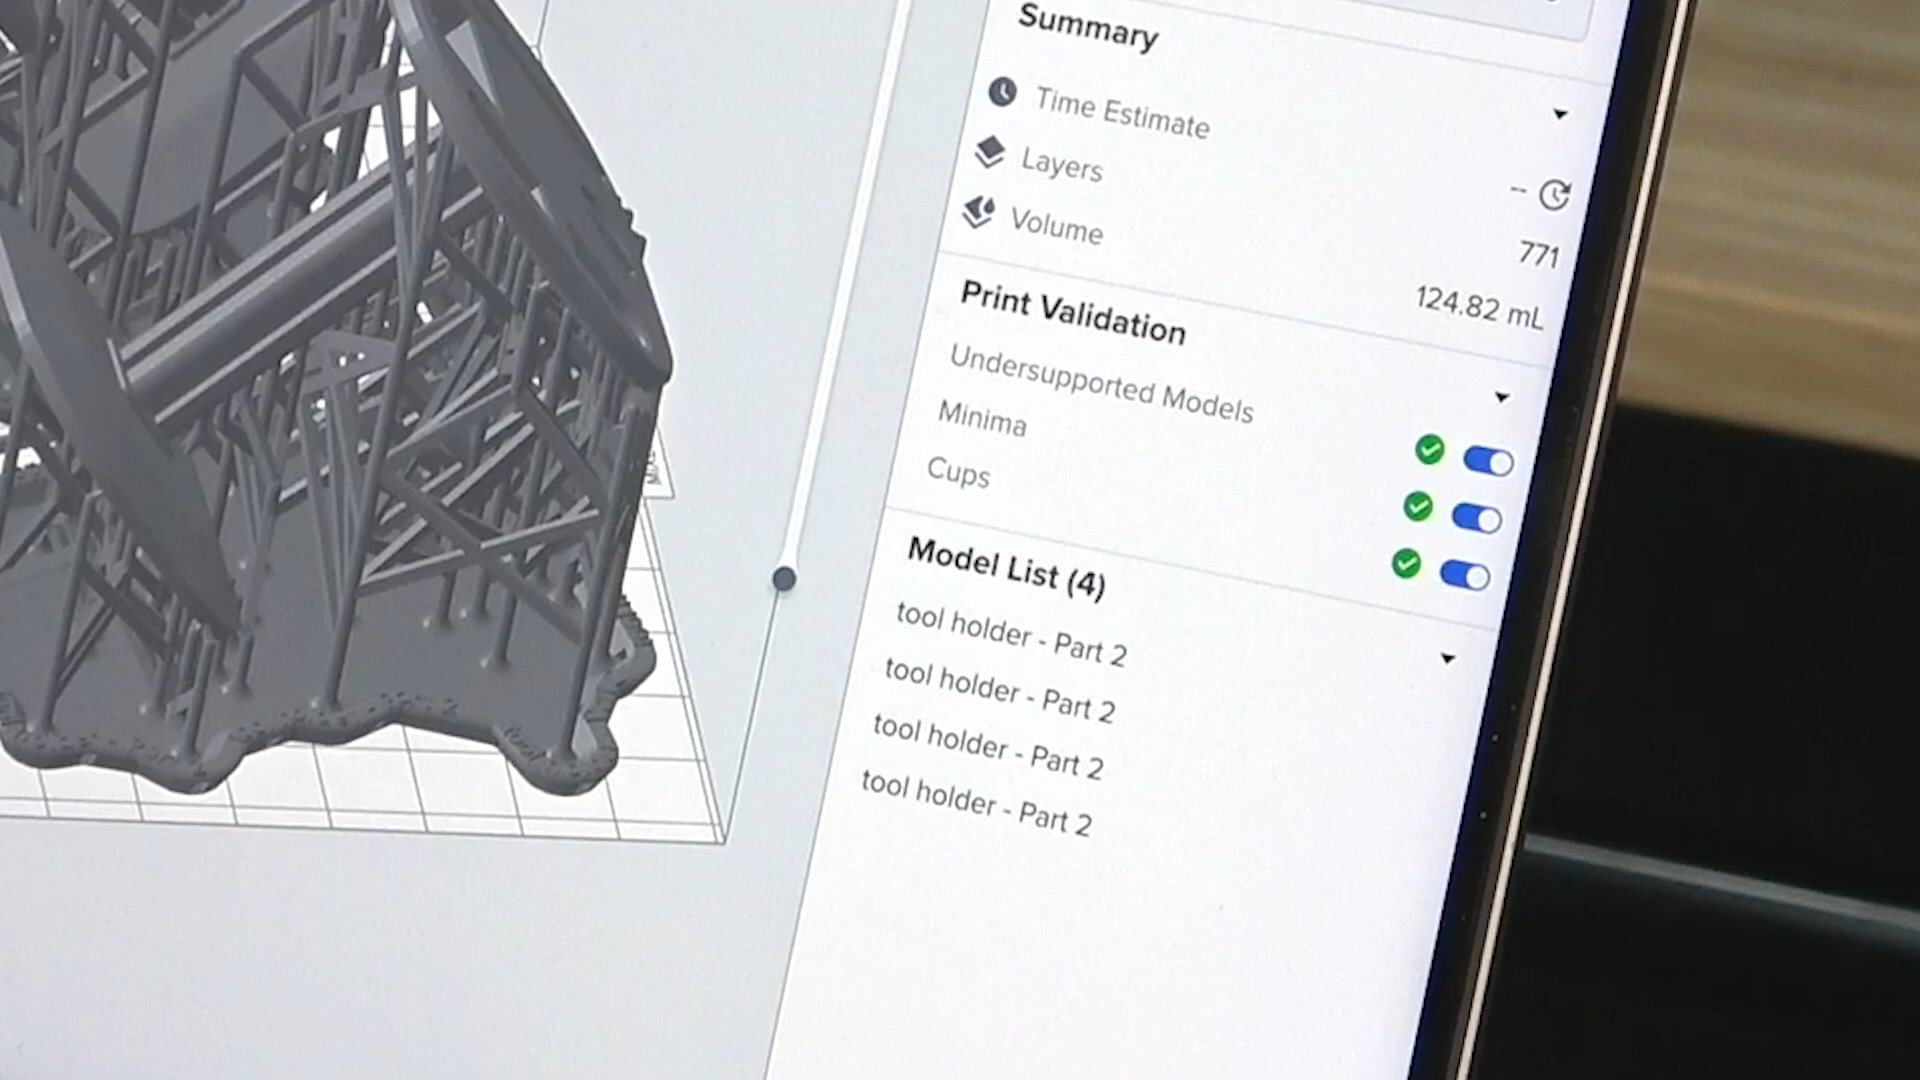 Summary
Time Estimate --
Layers 771
Volume 124.82 mL
Print Validation
Undersupported Models
Minima
Cups
Model List (4)
tool holder - Part 2
tool holder - Part 2
tool holder - Part 2
tool holder - Part 2